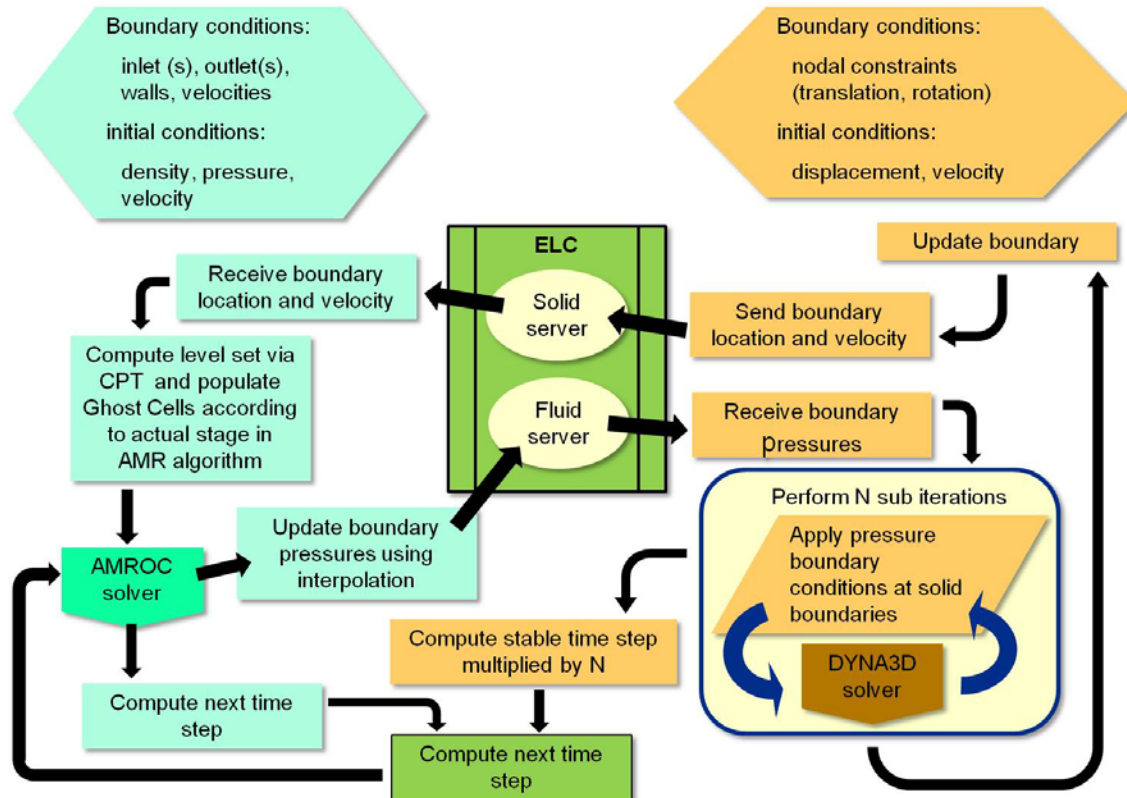 Boundary conditions:
inlet (s), outlet(s),
walls, velocities
initial conditions:
density, pressure,
velocity
Boundary conditions:
nodal constraints
(translation, rotation)
initial conditions:
displacement, velocity
ELC
Solid
server
Fluid
server
Update boundary
Receive boundary
location and velocity
Send boundary
location and velocity
Compute level set via
CPT and populate
Ghost Cells according
to actual stage in
AMR algorithm
Receive boundary
pressures
Update boundary
pressures using
interpolation
AMROC
solver
Perform N sub iterations
Apply pressure
boundary
conditions at solid
boundaries
DYNA3D
solver
Compute stable time step
multiplied by N
Compute next time
step
Compute next time
step